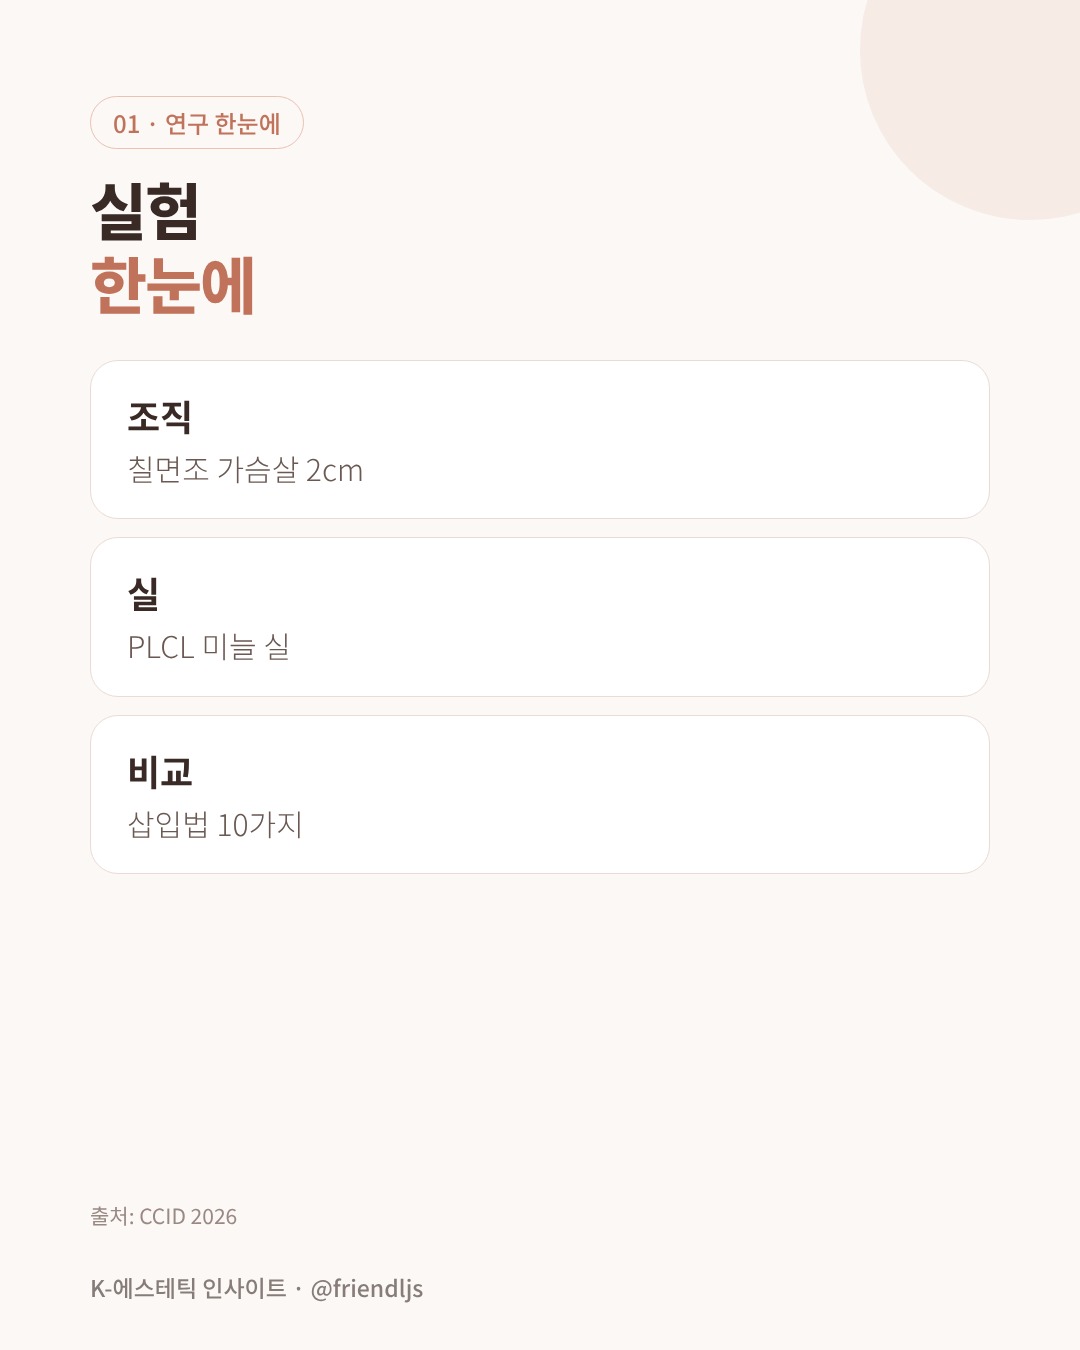 01 · 연구 한눈에
실험
한눈에
조직
칠면조 가슴살 2cm
실
PLCL 미늘 실
비교
삽입법 10가지
출처: CCID 2026
K-에스테틱 인사이트 · @friendljs